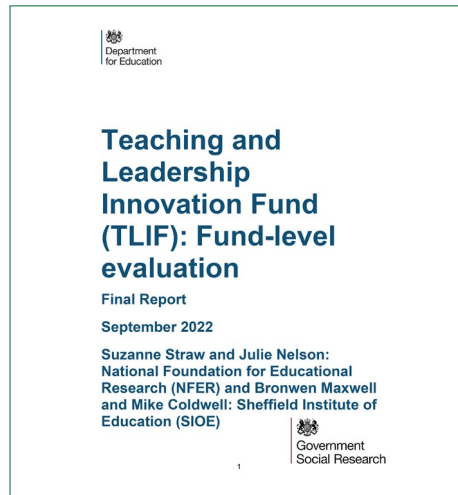 Department
for Education
Teaching and
Leadership
Innovation Fund
(TLIF): Fund-level
evaluation
Final Report
September 2022
Suzanne Straw and Julie Nelson:
National Foundation for Educational
Research (NFER) and Bronwen Maxwell
and Mike Coldwell: Sheffield Institute of
Education (SIOE)
Government
Social Research
1